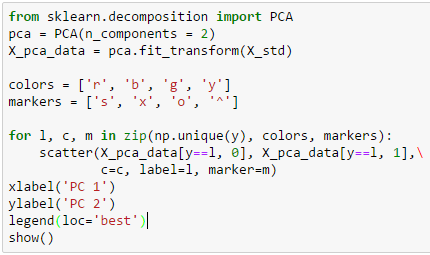 from sklearn.decomposition import PCA
pca = PCA(n_components = 2)
X_pca_data = pca.fit_transform(X_std)
colors = ['r', 'b', 'g', 'y']
markers = ['s', 'x', 'o', '^']
for l, c, m in zip(np.unique(y), colors, markers):
    scatter(X_pca_data[y==l, 0], X_pca_data[y==l, 1],\
            c=c, label=l, marker=m)
xlabel('PC 1')
ylabel('PC 2')
legend(loc='best')
show()